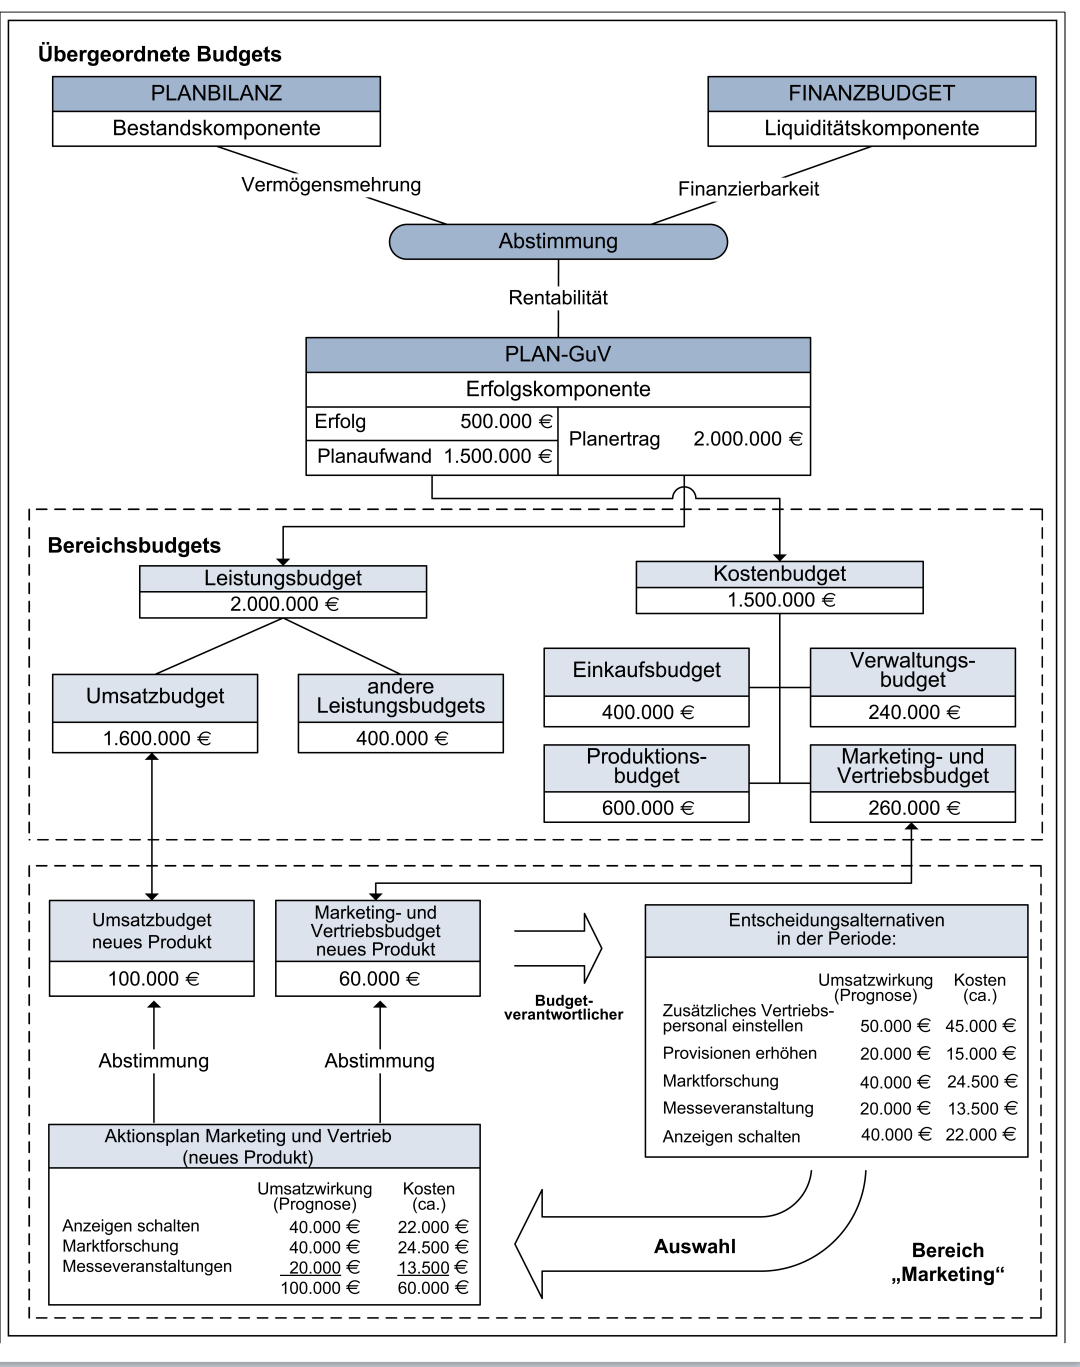 Übergeordnete Budgets
PLANBILANZ
Bestandskomponente
FINANZBUDGET
Liquiditätskomponente
Vermögensmehrung
Finanzierbarkeit
Abstimmung
Rentabilität
PLAN-GuV
Erfolgskomponente
Erfolg 500.000 €
Planaufwand 1.500.000 €
Planertrag 2.000.000 €
Bereichsbudgets
Leistungsbudget
2.000.000 €
Kostenbudget
1.500.000 €
Umsatzbudget
1.600.000 €
andere
Leistungsbudgets
400.000 €
Einkaufsbudget
400.000 €
Verwaltungs-
budget
240.000 €
Produktions-
budget
600.000 €
Marketing- und
Vertriebsbudget
260.000 €
Umsatzbudget
neues Produkt
100.000 €
Marketing- und
Vertriebsbudget
neues Produkt
60.000 €
Budget-
verantwortlicher
Entscheidungsalternativen
in der Periode:
Umsatzwirkung Kosten
(Prognose) (ca.)
Zusätzliches Vertriebs-
personal einstellen 50.000 € 45.000 €
Provisionen erhöhen 20.000 € 15.000 €
Marktforschung 40.000 € 24.500 €
Messeveranstaltung 20.000 € 13.500 €
Anzeigen schalten 40.000 € 22.000 €
Abstimmung
Abstimmung
Aktionsplan Marketing und Vertrieb
(neues Produkt)
Umsatzwirkung Kosten
(Prognose) (ca.)
Anzeigen schalten 40.000 € 22.000 €
Marktforschung 40.000 € 24.500 €
Messeveranstaltungen 20.000 € 13.500 €
100.000 € 60.000 €
Auswahl
Bereich
„Marketing“